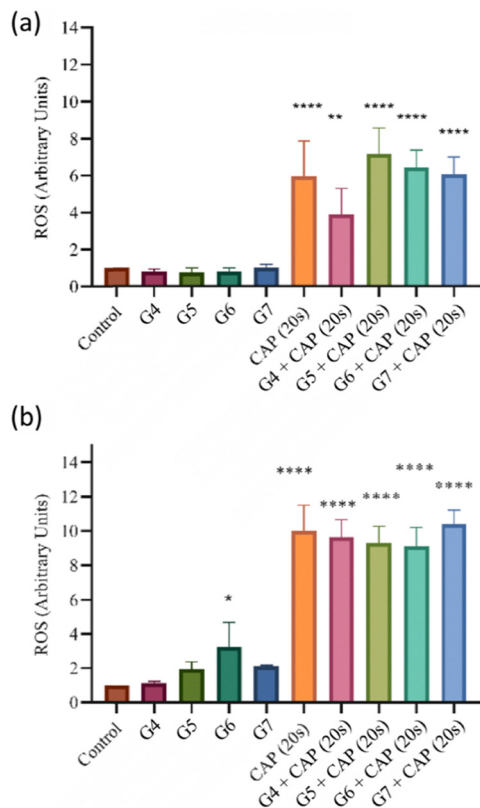 (a)
ROS (Arbitrary Units)
14
12
10
8
6
4
2
0
****
**
****
****
****
Control
G4
G5
G6
G7
CAP (20s)
G4 + CAP (20s)
G5 + CAP (20s)
G6 + CAP (20s)
G7 + CAP (20s)
(b)
ROS (Arbitrary Units)
14
12
10
8
6
4
2
0
*
****
****
****
****
****
Control
G4
G5
G6
G7
CAP (20s)
G4 + CAP (20s)
G5 + CAP (20s)
G6 + CAP (20s)
G7 + CAP (20s)